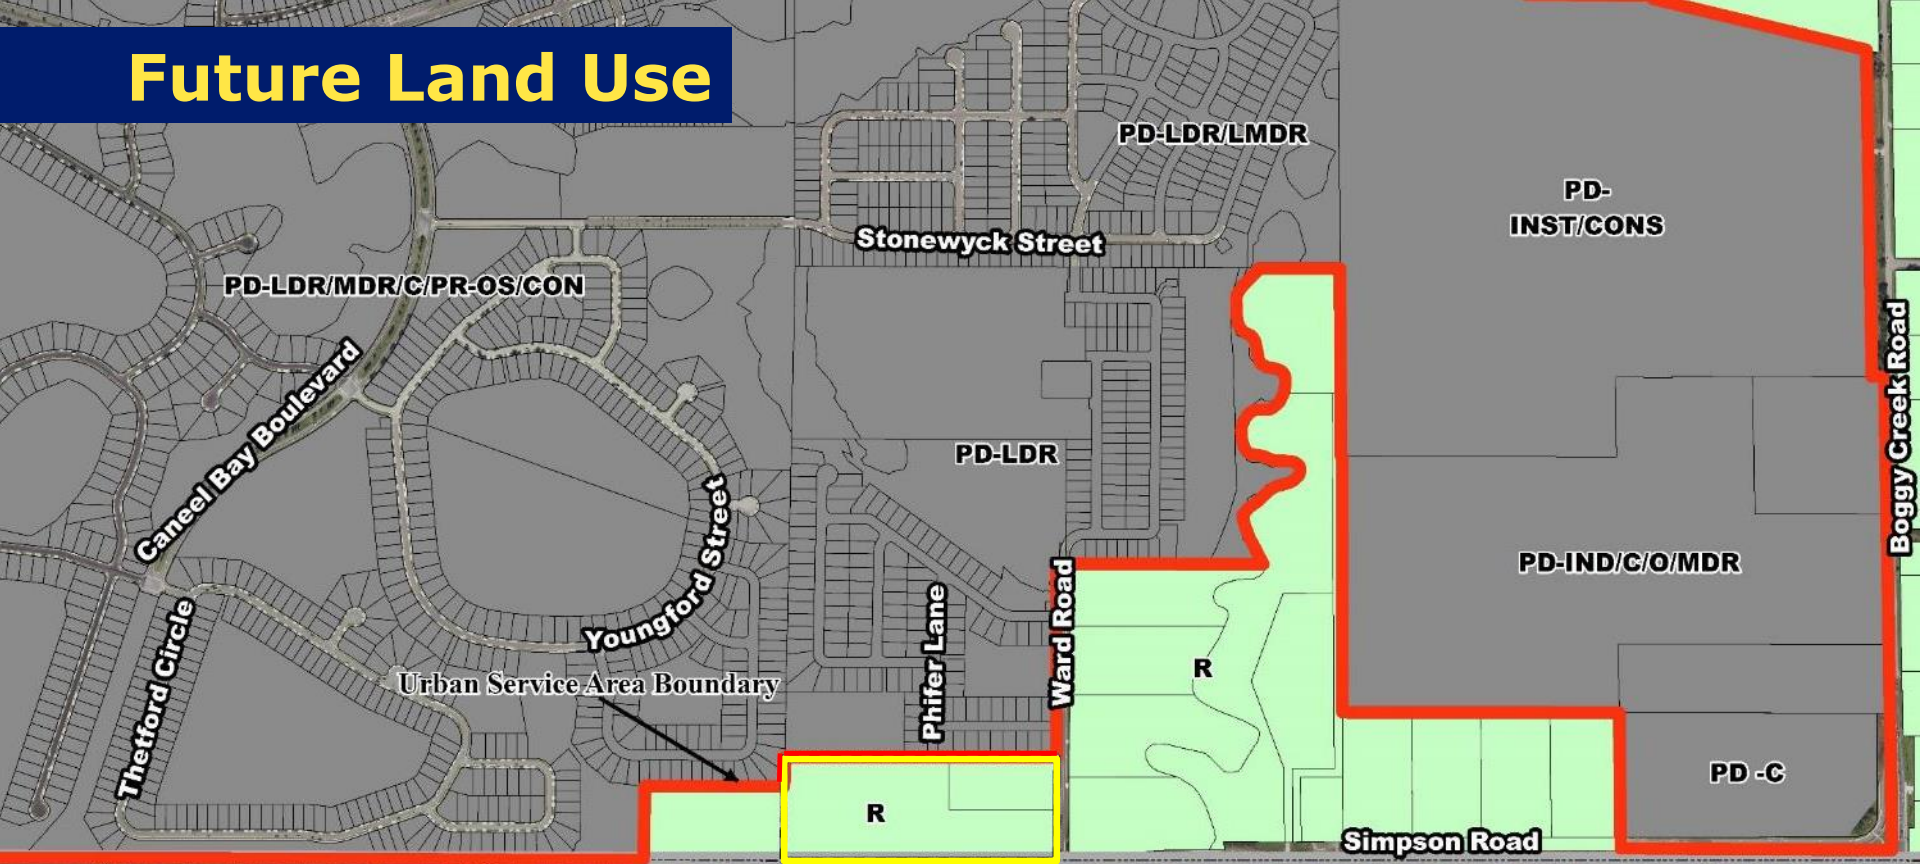 Future Land Use
PD-LDR/LMDR
PD-
INST/CONS
Stonewyck Street
PD-LDR/MDR/C/PR-OS/CON
Caneel Bay Boulevard
Boggy Creek Road
PD-LDR
Youngford Street
PD-IND/C/O/MDR
Thetford Circle
Phifer Lane
Ward Road
R
Urban Service Area Boundary
PD -C
R
Simpson Road